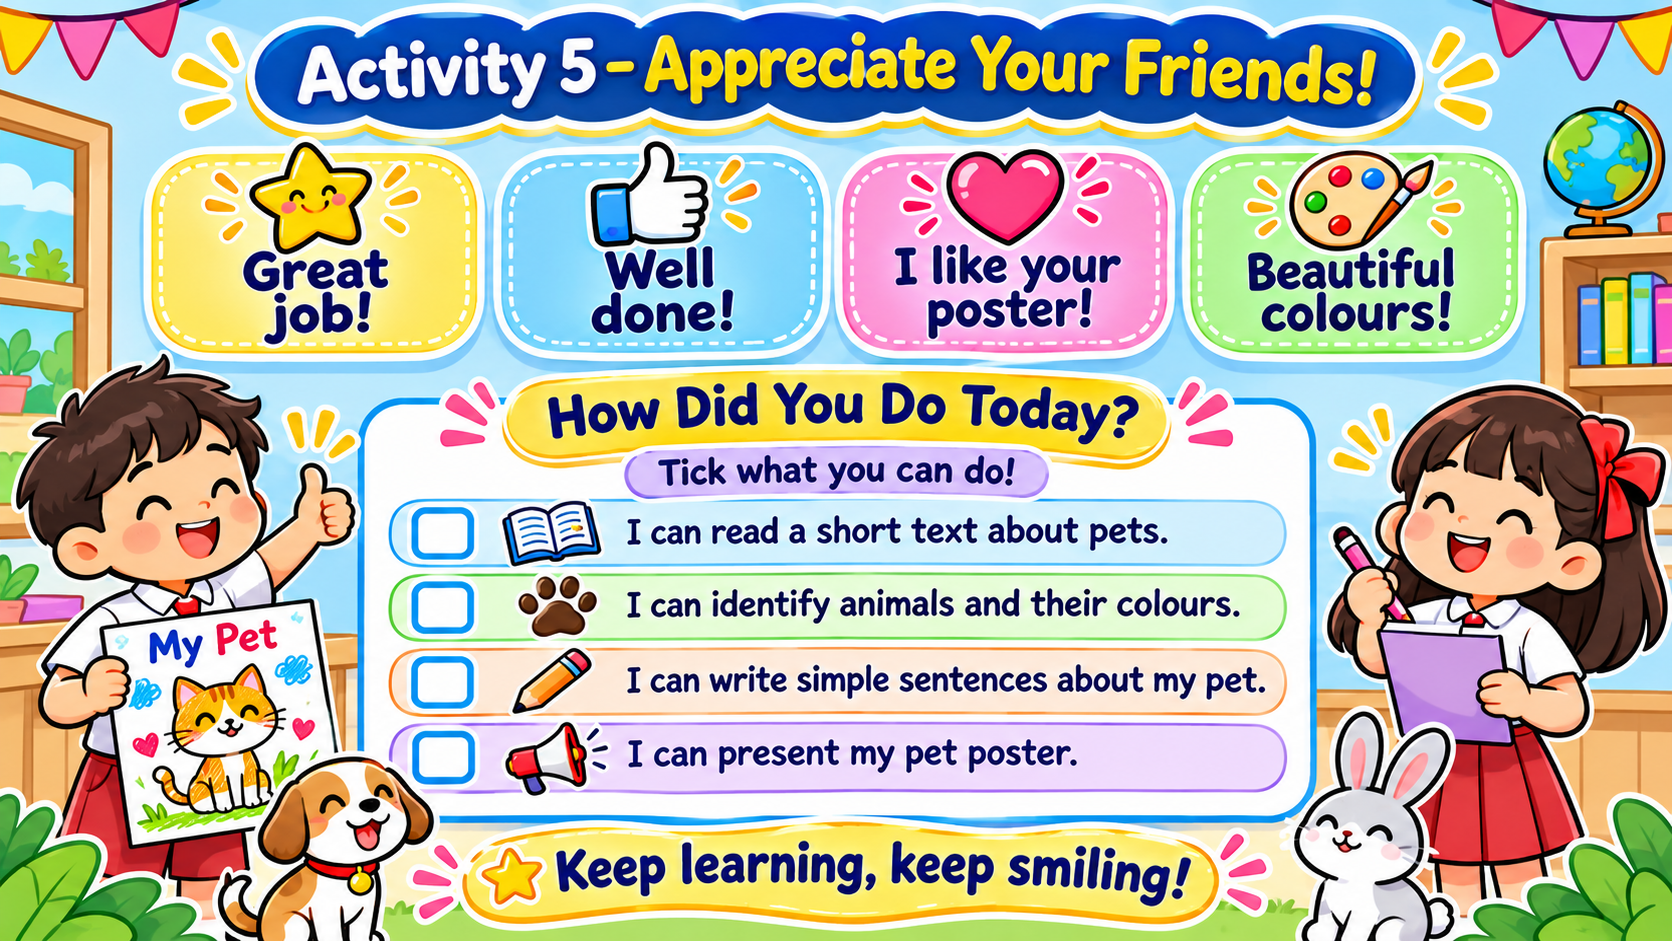 Activity 5 - Appreciate Your Friends!
Great
job!
Well
done!
I like your
poster!
Beautiful
colours!
How Did You Do Today?
Tick what you can do!
I can read a short text about pets.
I can identify animals and their colours.
I can write simple sentences about my pet.
I can present my pet poster.
My Pet
Keep learning, keep smiling!